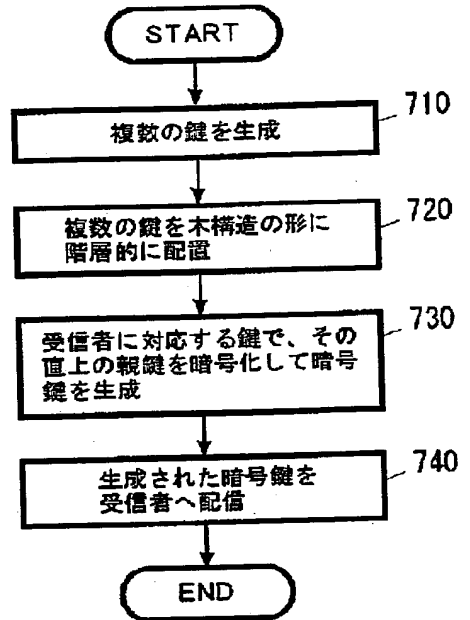 START
複数の鍵を生成
710
複数の鍵を木構造の形に
階層的に配置
720
受信者に対応する鍵で、その
直上の親鍵を暗号化して暗号
鍵を生成
730
生成された暗号鍵を
受信者へ配信
740
END